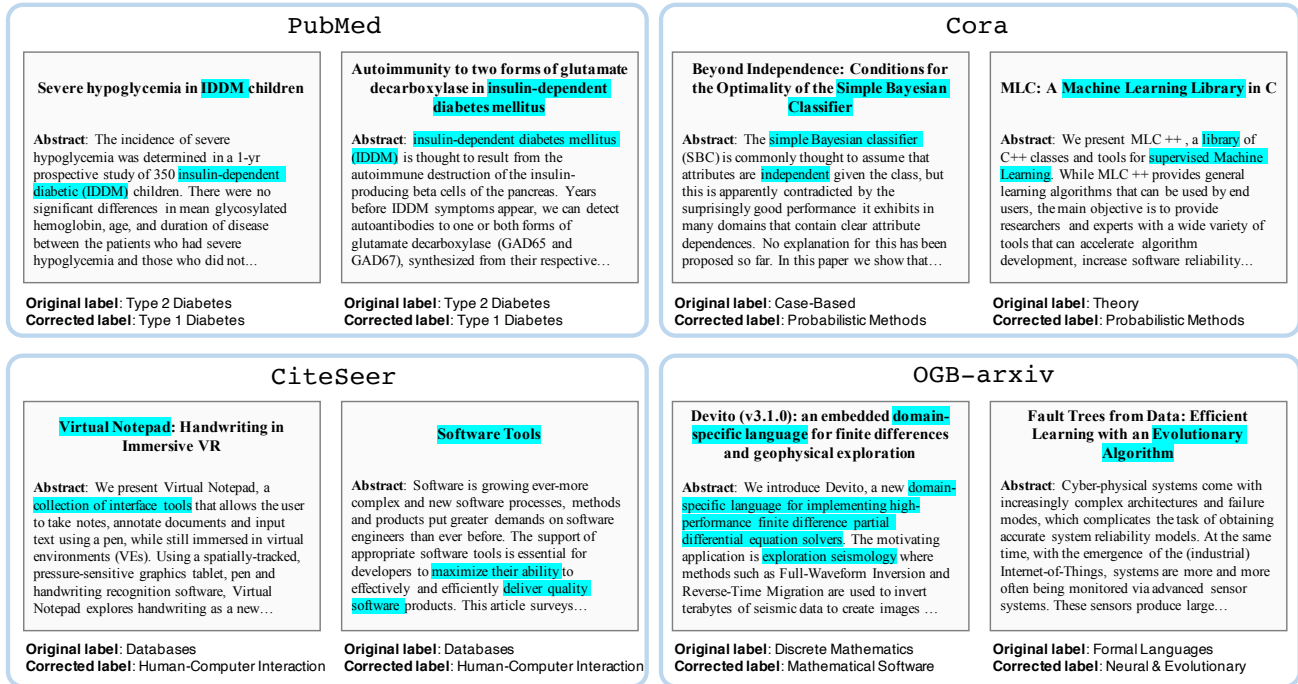 PubMed
Severe hypoglycemia in IDDM children
Abstract: The incidence of severe
hypoglycemia was determined in a 1-yr
prospective study of 350 insulin-dependent
diabetic (IDDM) children. There were no
significant differences in mean glycosylated
hemoglobin, age, and duration of disease
between the patients who had severe
hypoglycemia and those who did not...
Original label: Type 2 Diabetes
Corrected label: Type 1 Diabetes
Autoimmunity to two forms of glutamate
decarboxylase in insulin-dependent
diabetes mellitus
Abstract: insulin-dependent diabetes mellitus
(IDDM) is thought to result from the
autoimmune destruction of the insulin-
producing beta cells of the pancreas. Years
before IDDM symptoms appear, we can detect
autoantibodies to one or both forms of
glutamate decarboxylase (GAD65 and
GAD67), synthesized from their respective…
Original label: Type 2 Diabetes
Corrected label: Type 1 Diabetes
Cora
Beyond Independence: Conditions for
the Optimality of the Simple Bayesian
Classifier
Abstract: The simple Bayesian classifier
(SBC) is commonly thought to assume that
attributes are independent given the class, but
this is apparently contradicted by the
surprisingly good performance it exhibits in
many domains that contain clear attribute
dependences. No explanation for this has been
proposed so far. In this paper we show that…
Original label: Case-Based
Corrected label: Probabilistic Methods
MLC: A Machine Learning Library in C
Abstract: We present MLC ++ , a library of
C++ classes and tools for supervised Machine
Learning. While MLC ++ provides general
learning algorithms that can be used by end
users, the main objective is to provide
researchers and experts with a wide variety of
tools that can accelerate algorithm
development, increase software reliability…
Original label: Theory
Corrected label: Probabilistic Methods
CiteSeer
Virtual Notepad: Handwriting in
Immersive VR
Abstract: We present Virtual Notepad, a
collection of interface tools that allows the user
to take notes, annotate documents and input
text using a pen, while still immersed in virtual
environments (VEs). Using a spatially-tracked,
pressure-sensitive graphics tablet, pen and
handwriting recognition software, Virtual
Notepad explores handwriting as a new…
Original label: Databases
Corrected label: Human-Computer Interaction
Software Tools
Abstract: Software is growing ever-more
complex and new software processes, methods
and products put greater demands on software
engineers than ever before. The support of
appropriate software tools is essential for
developers to maximize their ability to
effectively and efficiently deliver quality
software products. This article surveys…
Original label: Databases
Corrected label: Human-Computer Interaction
OGB-arxiv
Devito (v3.1.0): an embedded domain-
specific language for finite differences
and geophysical exploration
Abstract: We introduce Devito, a new domain-
specific language for implementing high-
performance finite difference partial
differential equation solvers. The motivating
application is exploration seismology where
methods such as Full-Waveform Inversion and
Reverse-Time Migration are used to invert
terabytes of seismic data to create images …
Original label: Discrete Mathematics
Corrected label: Mathematical Software
Fault Trees from Data: Efficient
Learning with an Evolutionary
Algorithm
Abstract: Cyber-physical systems come with
increasingly complex architectures and failure
modes, which complicates the task of obtaining
accurate system reliability models. At the same
time, with the emergence of the (industrial)
Internet-of-Things, systems are more and more
often being monitored via advanced sensor
systems. These sensors produce large…
Original label: Formal Languages
Corrected label: Neural & Evolutionary